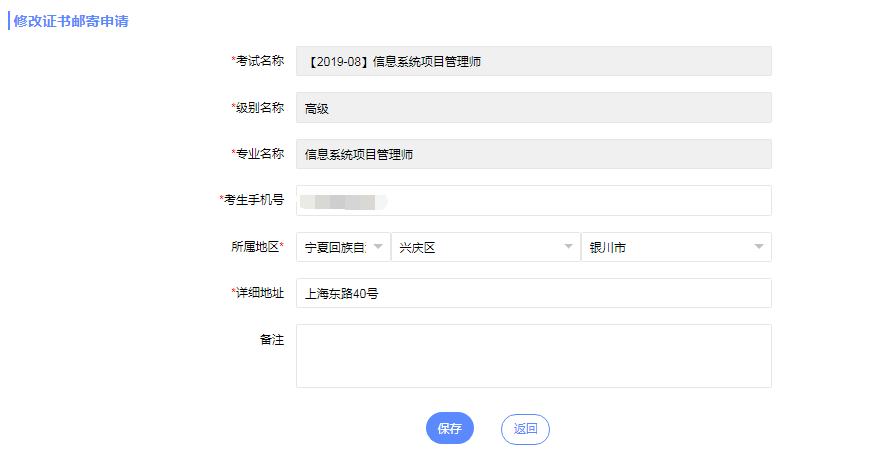 修改证书邮寄申请
*考试名称 【2019-08】信息系统项目管理师
*级别名称 高级
*专业名称 信息系统项目管理师
*考生手机号
所属地区* 宁夏回族自 兴庆区 银川市
*详细地址 上海东路40号
备注
保存 返回